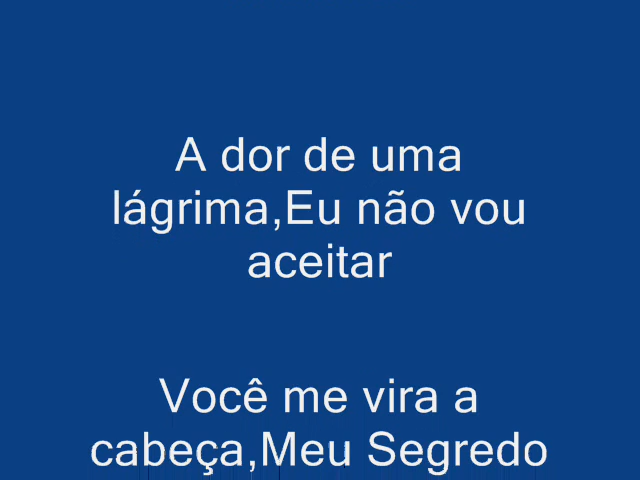 A dor de uma
lágrima,Eu não vou
aceitar
Você me vira a
cabeça,Meu Segredo